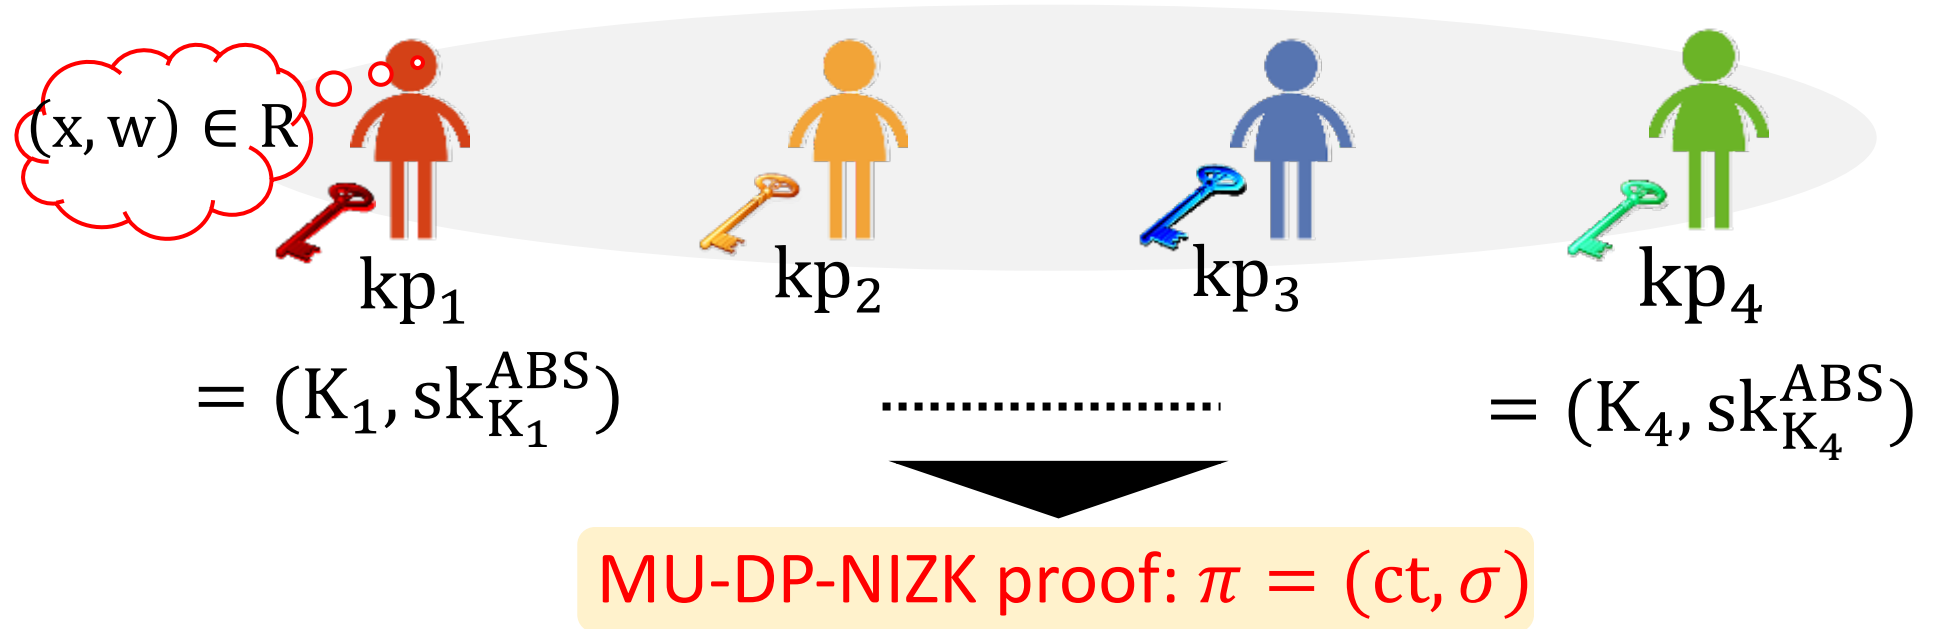 (x, w) ∈ R
kp₁ kp₂ kp₃ kp₄
= (K₁, sk^ABS_K₁) = (K₄, sk^ABS_K₄)
MU-DP-NIZK proof: π = (ct, σ)